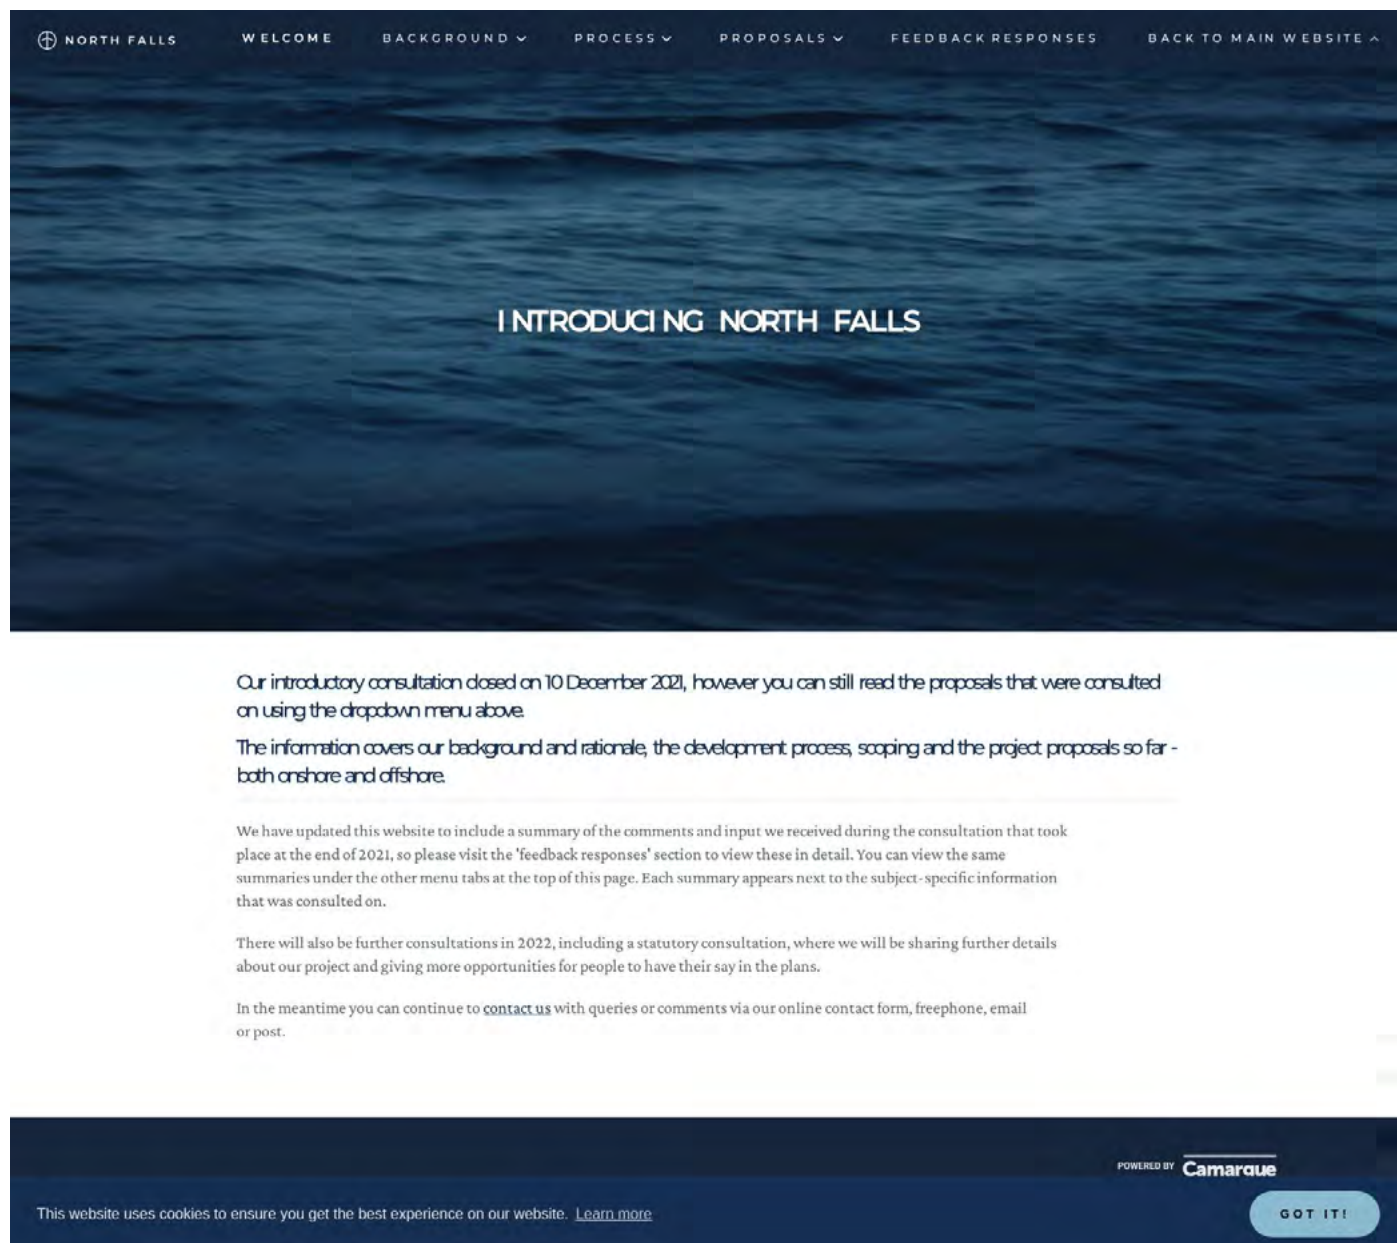 NORTH FALLS
WELCOME
BACKGROUND
PROCESS
PROPOSALS
FEEDBACK RESPONSES
BACK TO MAIN WEBSITE
INTRODUCING NORTH FALLS
Our introductory consultation closed on 10 December 2021, however you can still read the proposals that were consulted
on using the dropdown menu above.
The information covers our background and rationale, the development process, scoping and the project proposals so far -
both onshore and offshore.
We have updated this website to include a summary of the comments and input we received during the consultation that took
place at the end of 2021, so please visit the 'feedback responses' section to view these in detail. You can view the same
summaries under the other menu tabs at the top of this page. Each summary appears next to the subject-specific information
that was consulted on.
There will also be further consultations in 2022, including a statutory consultation, where we will be sharing further details
about our project and giving more opportunities for people to have their say in the plans.
In the meantime you can continue to contact us with queries or comments via our online contact form, freephone, email
or post.
POWERED BY Camargue
This website uses cookies to ensure you get the best experience on our website. Learn more
GOT IT!